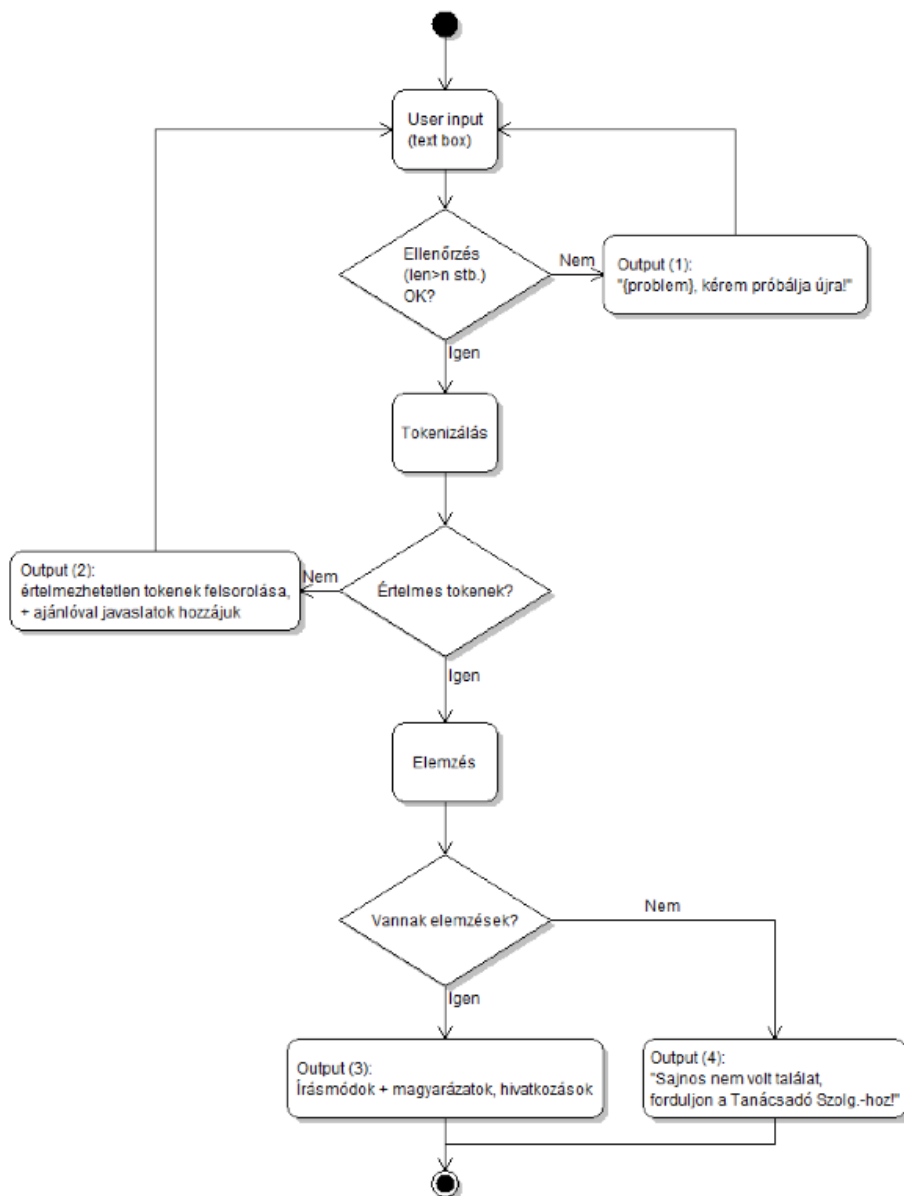 User input
(text box)
Ellenőrzés
(len>n stb.)
OK?
Nem
Output (1):
"{problem}, kérem próbálja újra!"
Igen
Tokenizálás
Értelmes tokenek?
Nem
Output (2):
értelmezhetetlen tokenek felsorolása,
+ ajánlóval javaslatok hozzájuk
Igen
Elemzés
Vannak elemzések?
Nem
Igen
Output (3):
Írásmódok + magyarázatok, hivatkozások
Output (4):
"Sajnos nem volt találat,
forduljon a Tanácsadó Szolg.-hoz!"